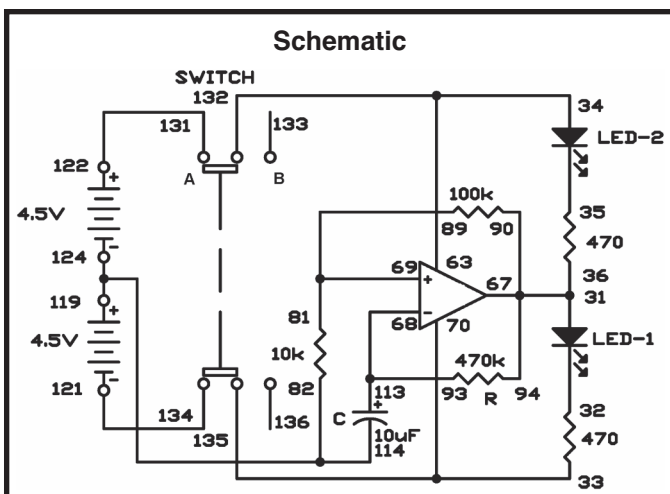 Schematic
SWITCH
132
131
133
34
LED-2
A
B
122
+
4.5V
-
124
100k
89 90
35
470
69
+
63
67
36
31
119
+
4.5V
-
121
81
10k
82
68
-
70
LED-1
470k
113
93 R 94
+
C
10uF
114
134
135
136
32
470
33